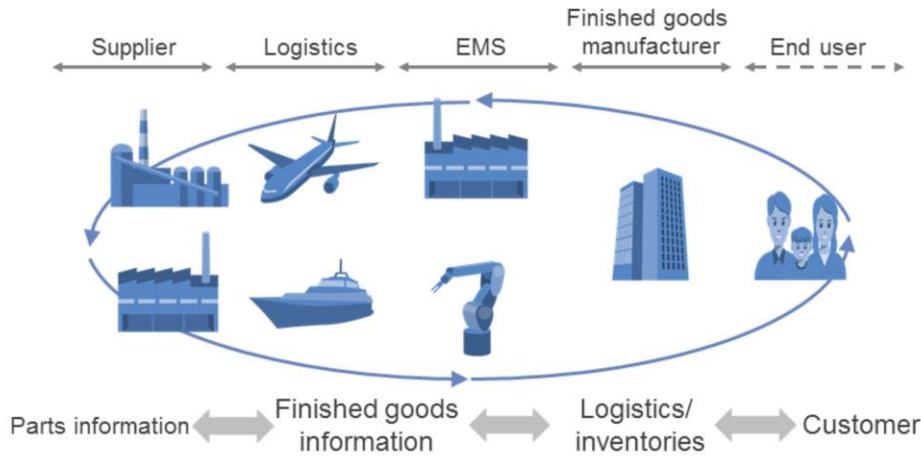 Supplier
Logistics
EMS
Finished goods
manufacturer
End user
Parts information
Finished goods
information
Logistics/
inventories
Customer